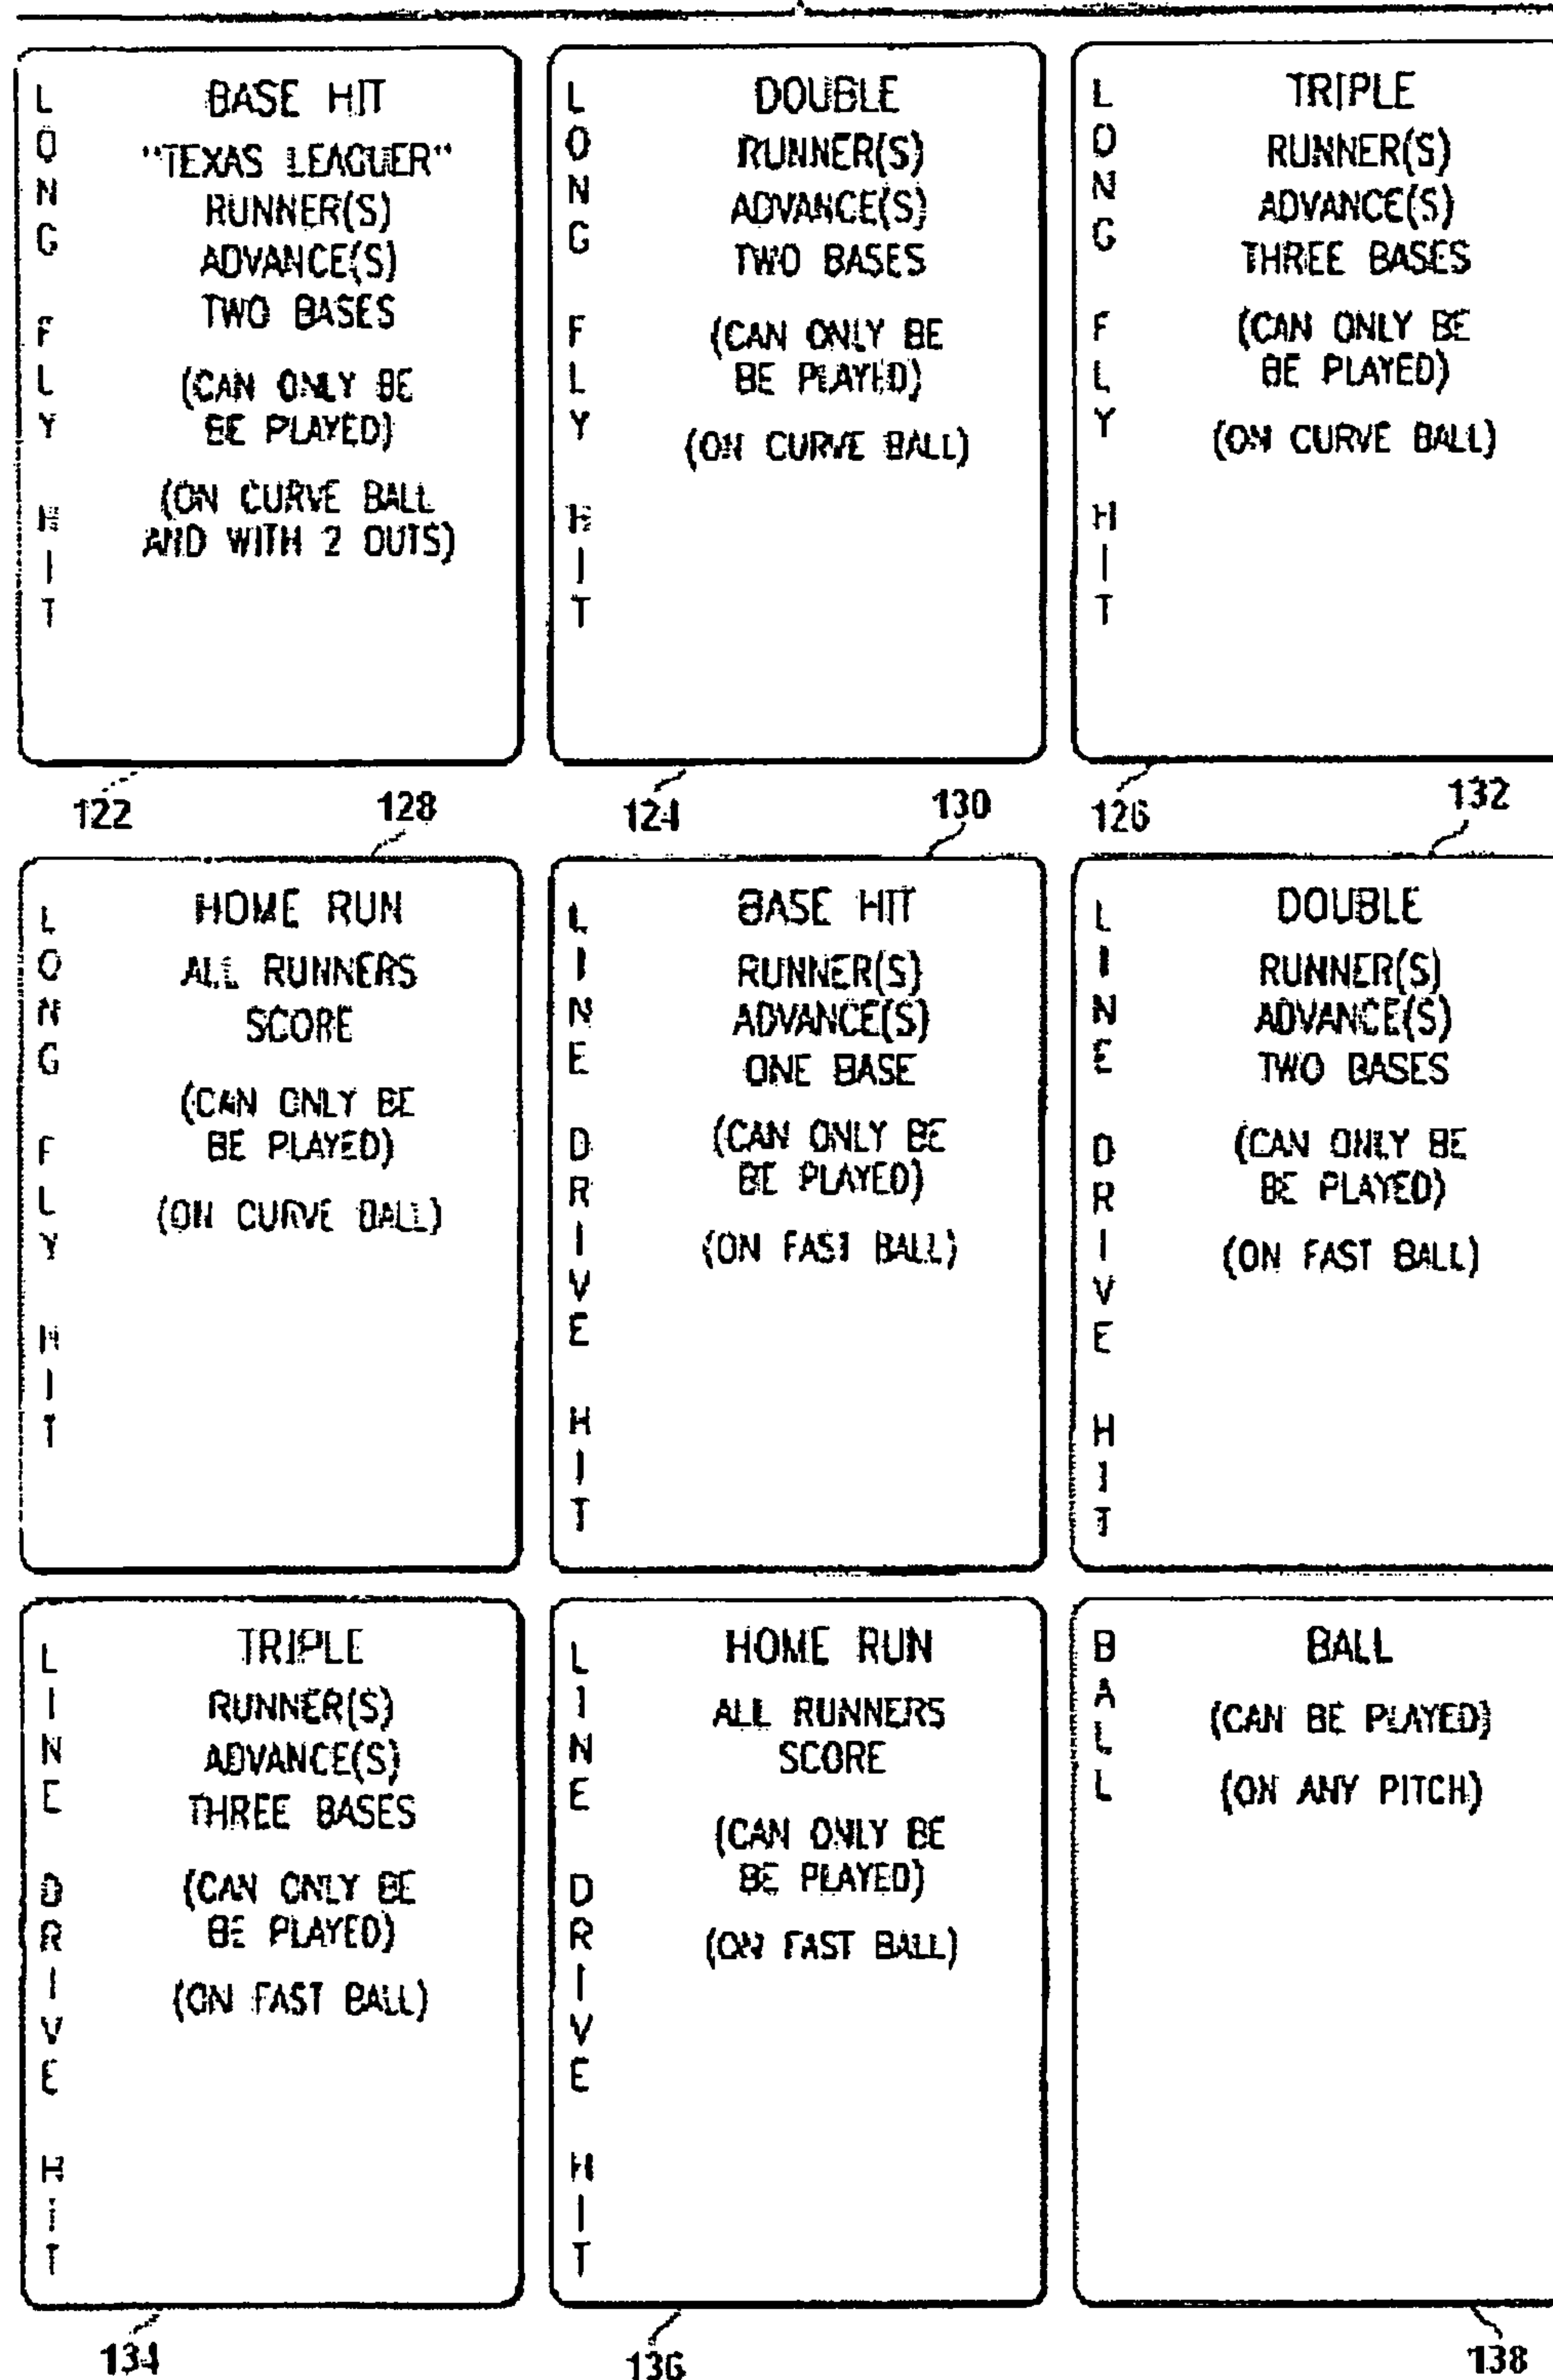 LONG FLY HIT
BASE HIT
"TEXAS LEAGUER"
RUNNER(S)
ADVANCE(S)
TWO BASES
(CAN ONLY BE
BE PLAYED)
(ON CURVE BALL
AND WITH 2 OUTS)
122
LONG FLY HIT
DOUBLE
RUNNER(S)
ADVANCE(S)
TWO BASES
(CAN ONLY BE
BE PLAYED)
(ON CURVE BALL)
124
LONG FLY HIT
TRIPLE
RUNNER(S)
ADVANCE(S)
THREE BASES
(CAN ONLY BE
BE PLAYED)
(ON CURVE BALL)
126
128
LONG FLY HIT
HOME RUN
ALL RUNNERS
SCORE
(CAN ONLY BE
BE PLAYED)
(ON CURVE BALL)
130
LINE DRIVE HIT
BASE HIT
RUNNER(S)
ADVANCE(S)
ONE BASE
(CAN ONLY BE
BE PLAYED)
(ON FAST BALL)
132
LINE DRIVE HIT
DOUBLE
RUNNER(S)
ADVANCE(S)
TWO BASES
(CAN ONLY BE
BE PLAYED)
(ON FAST BALL)
LINE DRIVE HIT
TRIPLE
RUNNER(S)
ADVANCE(S)
THREE BASES
(CAN ONLY BE
BE PLAYED)
(ON FAST BALL)
134
LINE DRIVE HIT
HOME RUN
ALL RUNNERS
SCORE
(CAN ONLY BE
BE PLAYED)
(ON FAST BALL)
136
BALL
BALL
(CAN BE PLAYED)
(ON ANY PITCH)
138